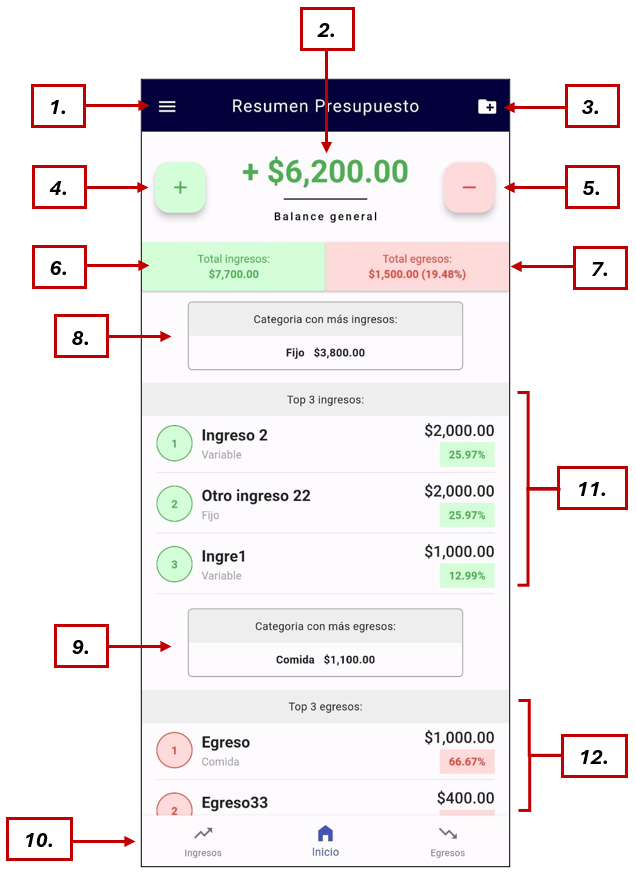 2.
1.
Resumen Presupuesto
3.
4.
+
+ $6,200.00
−
5.
Balance general
6.
Total ingresos:
$7,700.00
Total egresos:
$1,500.00 (19.48%)
7.
8.
Categoria con más ingresos:
Fijo $3,800.00
Top 3 ingresos:
1 Ingreso 2 $2,000.00
Variable 25.97%
2 Otro ingreso 22 $2,000.00
Fijo 25.97%
11.
3 Ingre1 $1,000.00
Variable 12.99%
9.
Categoria con más egresos:
Comida $1,100.00
Top 3 egresos:
1 Egreso $1,000.00
Comida 66.67%
12.
2 Egreso33 $400.00
10.
Ingresos Inicio Egresos